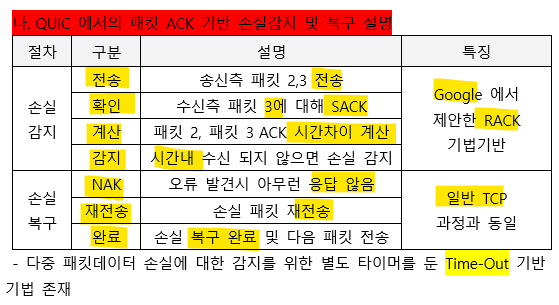 나. QUIC 에서의 패킷 ACK 기반 손실감지 및 복구 설명
절차 구분 설명 특징
손실 감지
전송 송신측 패킷 2,3 전송
확인 수신측 패킷 3에 대해 SACK
계산 패킷 2, 패킷 3 ACK 시간차이 계산
감지 시간내 수신 되지 않으면 손실 감지
Google 에서
제안한 RACK
기법기반
손실 복구
NAK 오류 발견시 아무런 응답 않음
재전송 손실 패킷 재전송
완료 손실 복구 완료 및 다음 패킷 전송
일반 TCP
과정과 동일
- 다중 패킷데이터 손실에 대한 감지를 위한 별도 타이머를 둔 Time-Out 기반
기법 존재